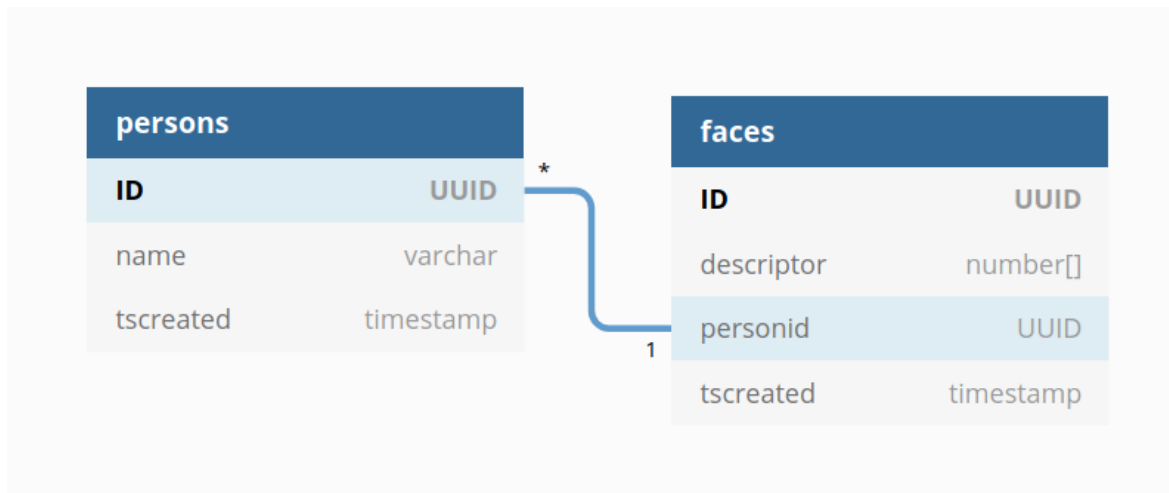 persons
ID UUID
name varchar
tscreated timestamp
*
1
faces
ID UUID
descriptor number[]
personid UUID
tscreated timestamp